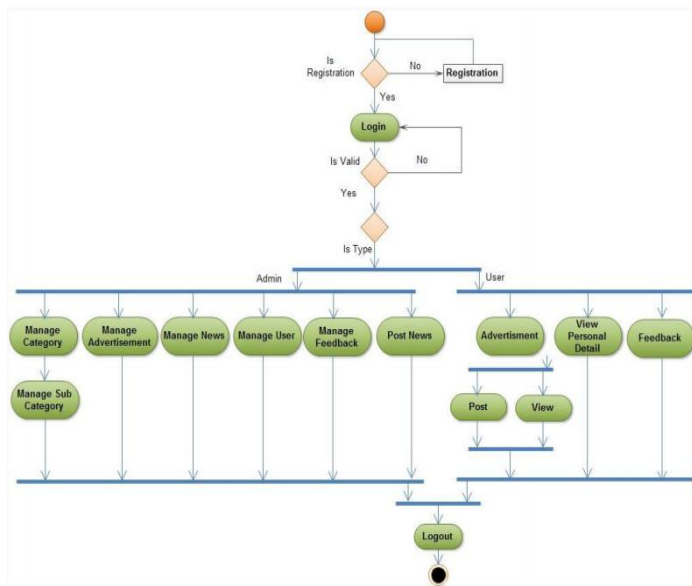 Is
Registration
No
Registration
Yes
Login
Is Valid
No
Yes
Is Type
Admin
User
Manage
Category
Manage
Advertisement
Manage News
Manage User
Manage
Feedback
Post News
Advertisment
View
Personal
Detail
Feedback
Manage Sub
Category
Post
View
Logout